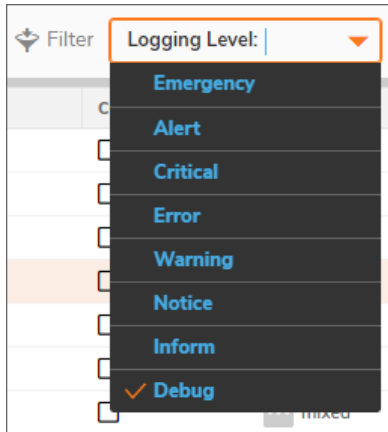 Filter
Logging Level:
C
Emergency
Alert
Critical
Error
Warning
Notice
Inform
Debug
mixed